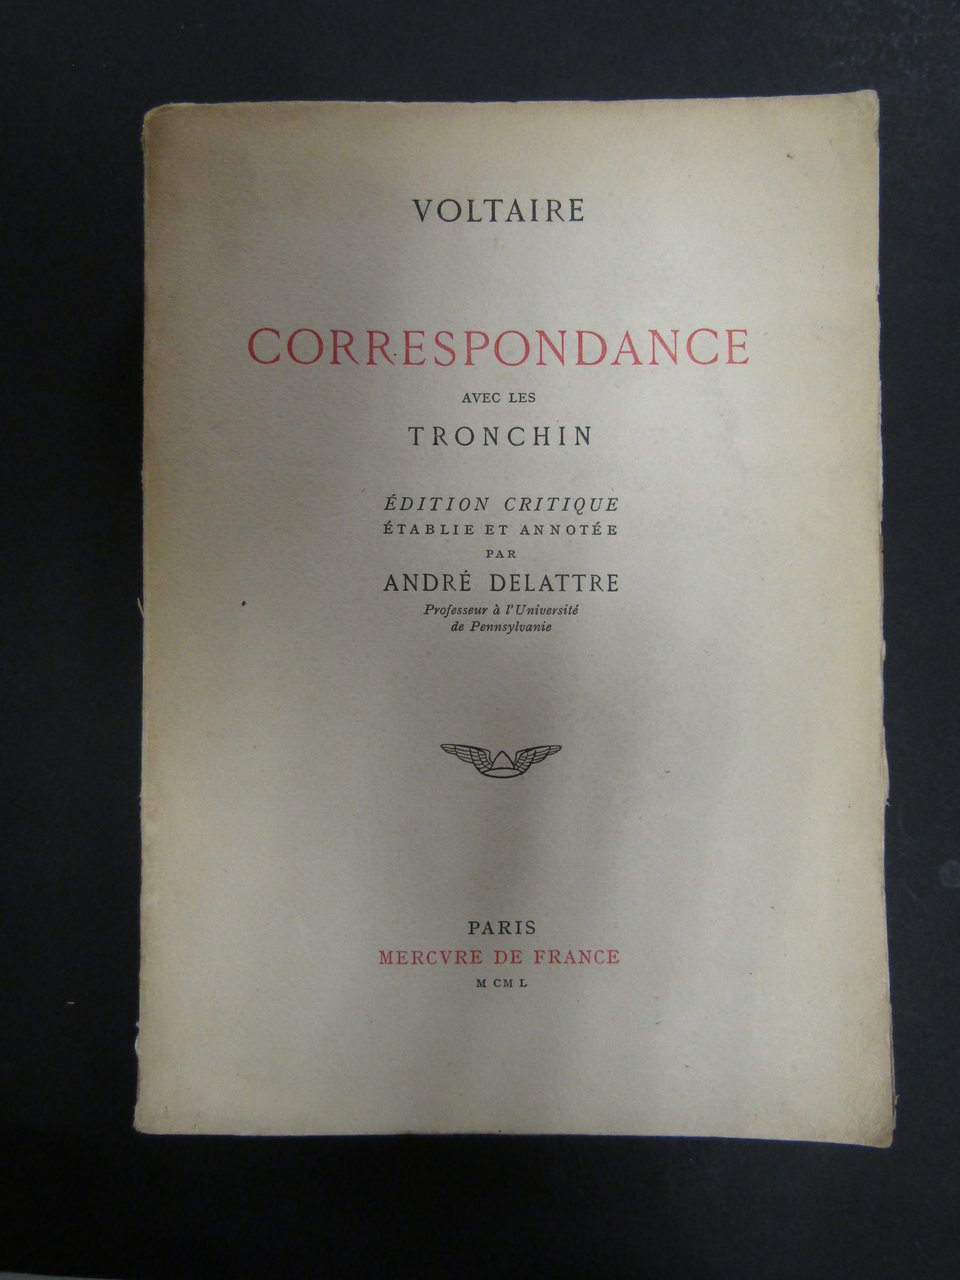 VOLTAIRE
CORRESPONDANCE
AVEC LES
TRONCHIN
ÉDITION CRITIQUE
ÉTABLIE ET ANNOTÉE
PAR
ANDRÉ DELATTRE
Professeur à l'Université
de Pennsylvanie
PARIS
MERCVRE DE FRANCE
M CM L